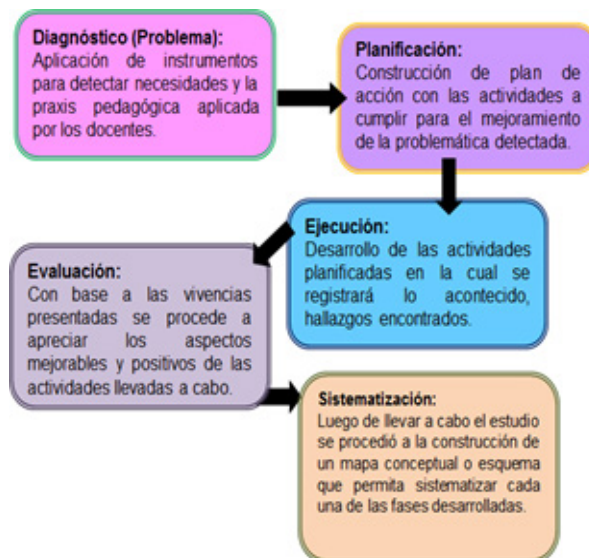 Diagnóstico (Problema):
Aplicación de instrumentos
para detectar necesidades y la
praxis pedagógica aplicada
por los docentes.
Planificación:
Construcción de plan de
acción con las actividades a
cumplir para el mejoramiento
de la problemática detectada.
Ejecución:
Desarrollo de las actividades
planificadas en la cual se
registrará lo acontecido,
hallazgos encontrados.
Evaluación:
Con base a las vivencias
presentadas se procede a
apreciar los aspectos
mejorables y positivos de las
actividades llevadas a cabo.
Sistematización:
Luego de llevar a cabo el estudio
se procedió a la construcción de
un mapa conceptual o esquema
que permita sistematizar cada
una de las fases desarrolladas.